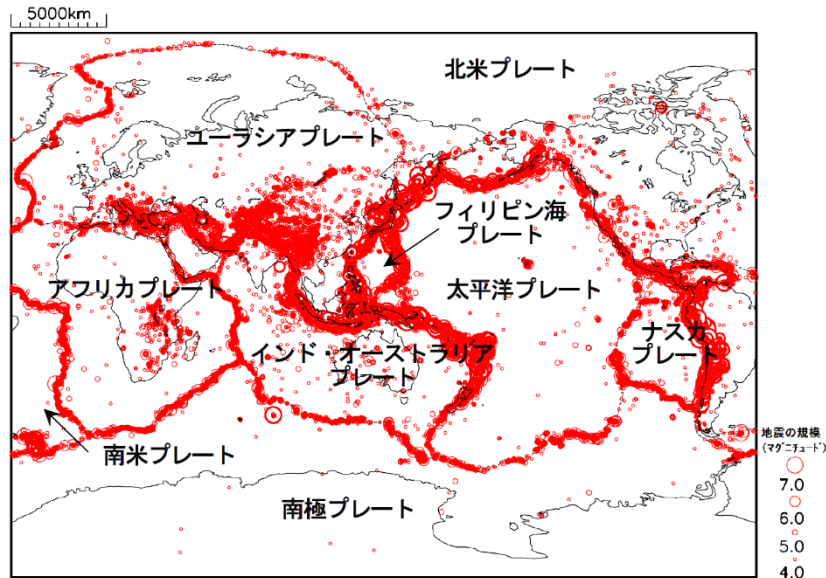 5000km
北米プレート
ユーラシアプレート
フィリピン海
プレート
アフリカプレート
太平洋プレート
ナスカ
プレート
インド・オーストラリア
プレート
南米プレート
南極プレート
地震の規模
(マグニチュード)
7.0
6.0
5.0
4.0